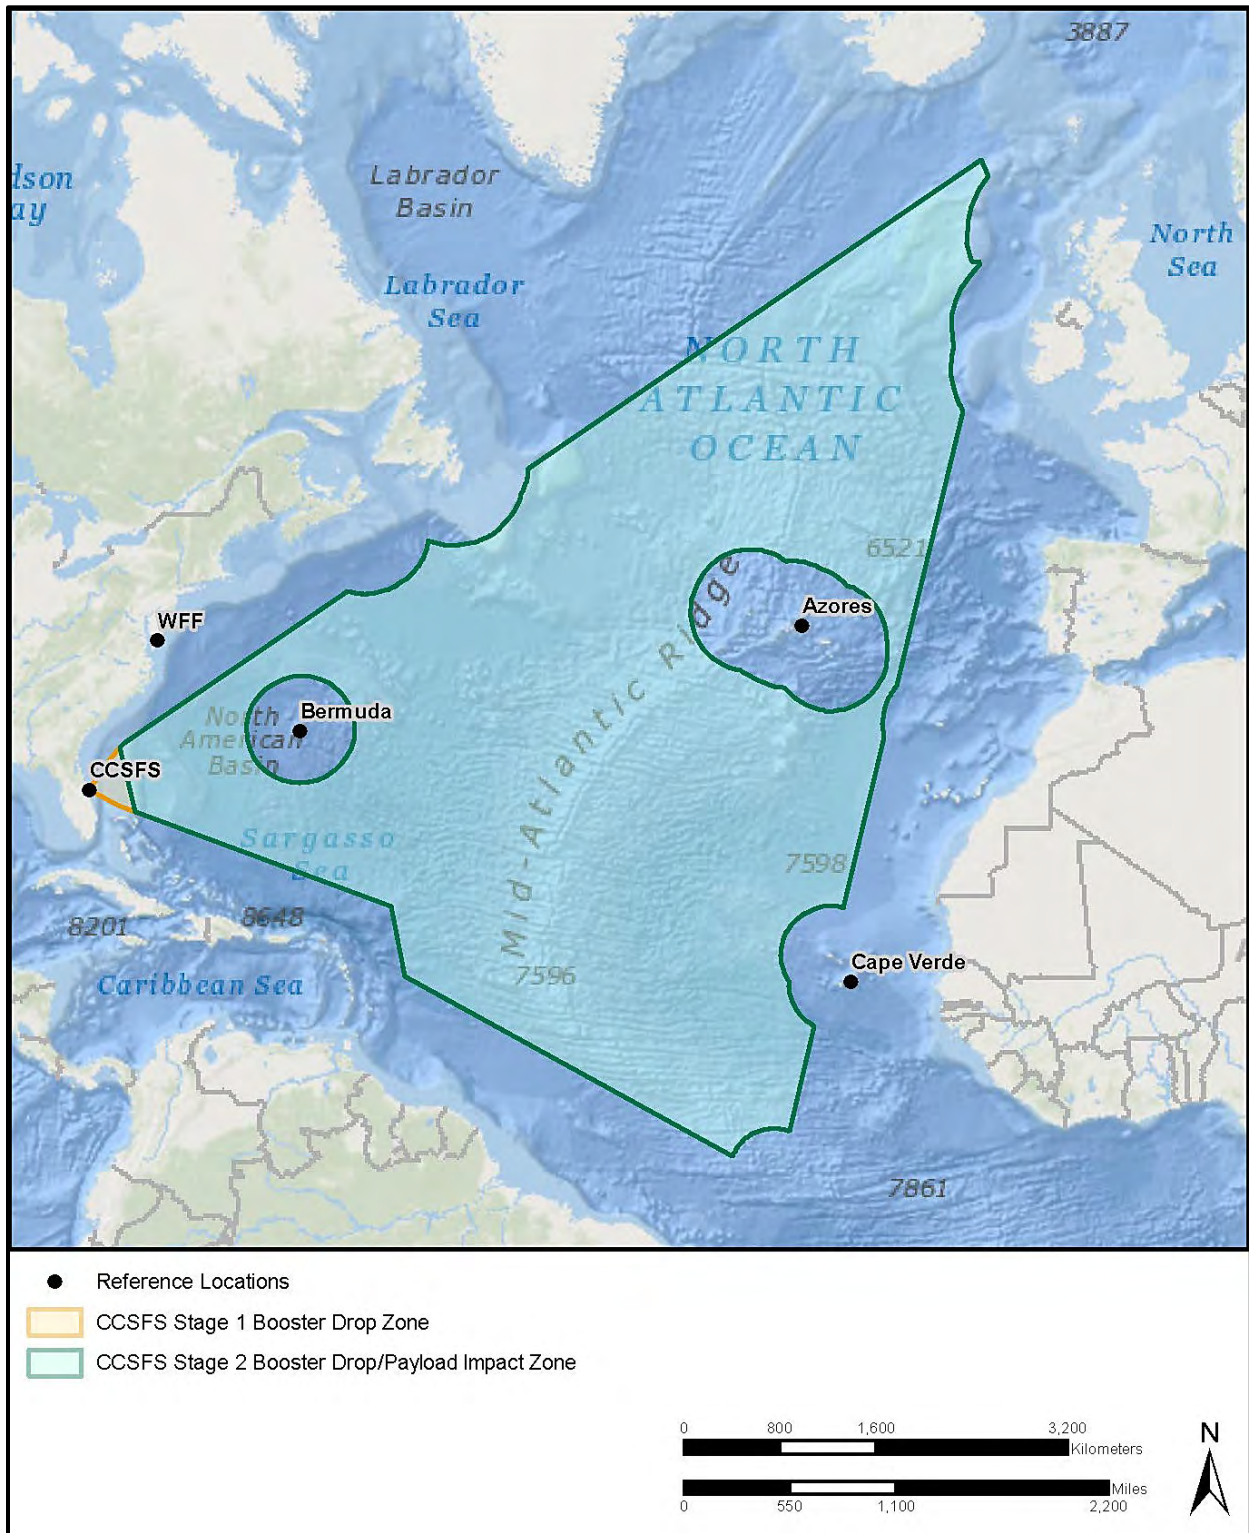 3887
Labrador
Basin
dson
ay
North
Sea
Labrador
Sea
NORTH
ATLANTIC
OCEAN
6521
Mid-Atlantic Ridge
Azores
WFF
Bermuda
North
American
Basin
CCSFS
Sargasso
Sea
7598
8201
8648
7596
Cape Verde
Caribbean Sea
7861
Reference Locations
CCSFS Stage 1 Booster Drop Zone
CCSFS Stage 2 Booster Drop/Payload Impact Zone
0 800 1,600 3,200
Kilometers
Miles
0 550 1,100 2,200
N